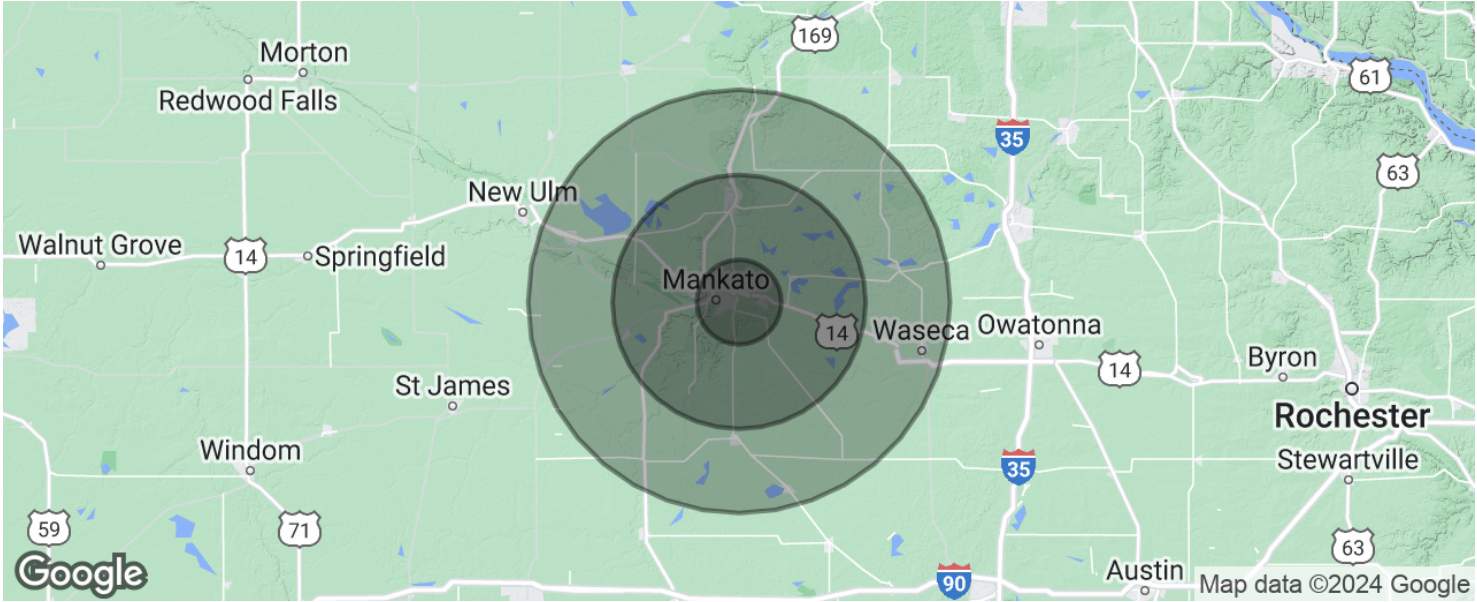 169
Morton
61
Redwood Falls
35
63
New Ulm
Walnut Grove
14
Springfield
Mankato
14
Waseca
Owatonna
14
Byron
St James
Rochester
Windom
35
Stewartville
59
71
63
Google
90
Austin
Map data ©2024 Google